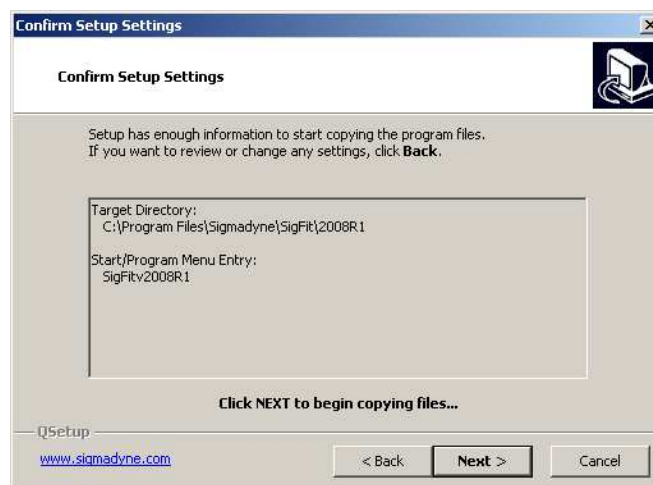 Confirm Setup Settings
Confirm Setup Settings
Setup has enough information to start copying the program files.
If you want to review or change any settings, click Back.
Target Directory:
C:\Program Files\Sigmadyne\SigFit\2008R1
Start/Program Menu Entry:
SigFitv2008R1
Click NEXT to begin copying files...
QSetup
www.sigmadyne.com
< Back
Next >
Cancel